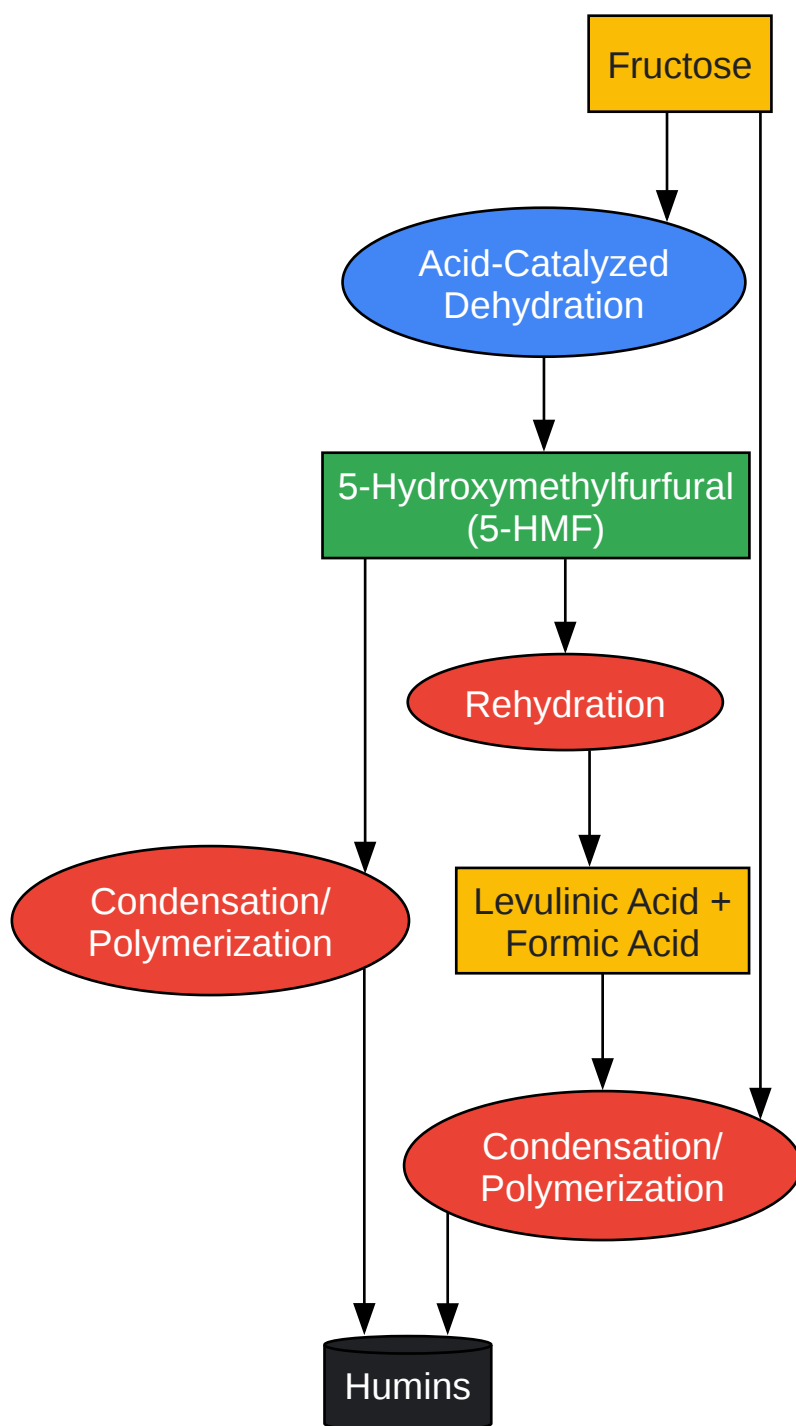 Fructose
Acid-Catalyzed
Dehydration
5-Hydroxymethylfurfural
(5-HMF)
Rehydration
Condensation/
Polymerization
Levulinic Acid +
Formic Acid
Condensation/
Polymerization
Humins